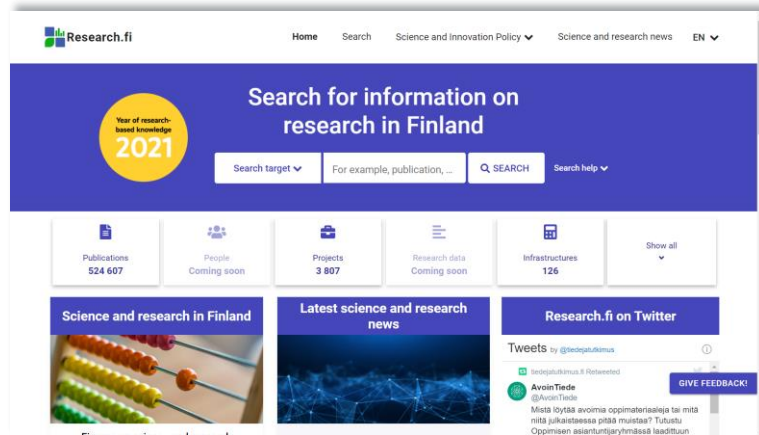 Research.fi
Home Search Science and Innovation Policy Science and research news EN
Year of research-
based knowledge
2021
Search for information on
research in Finland
Search target For example, publication, ... SEARCH Search help
Publications
524 607
People
Coming soon
Projects
3 807
Research data
Coming soon
Infrastructures
126
Show all
Science and research in Finland
Latest science and research
news
Research.fi on Twitter
Tweets by @tiedejatutkimus
tiedejatutkimus.fi Retweeted
AvoinTiede
@AvoinTiede
Mistä löytää avoimia oppimateriaaleja tai mitä
niitä julkaistaessa pitää muistaa? Tutustu
Oppimisen asiantuntijaryhmässä laadittuun
GIVE FEEDBACK!